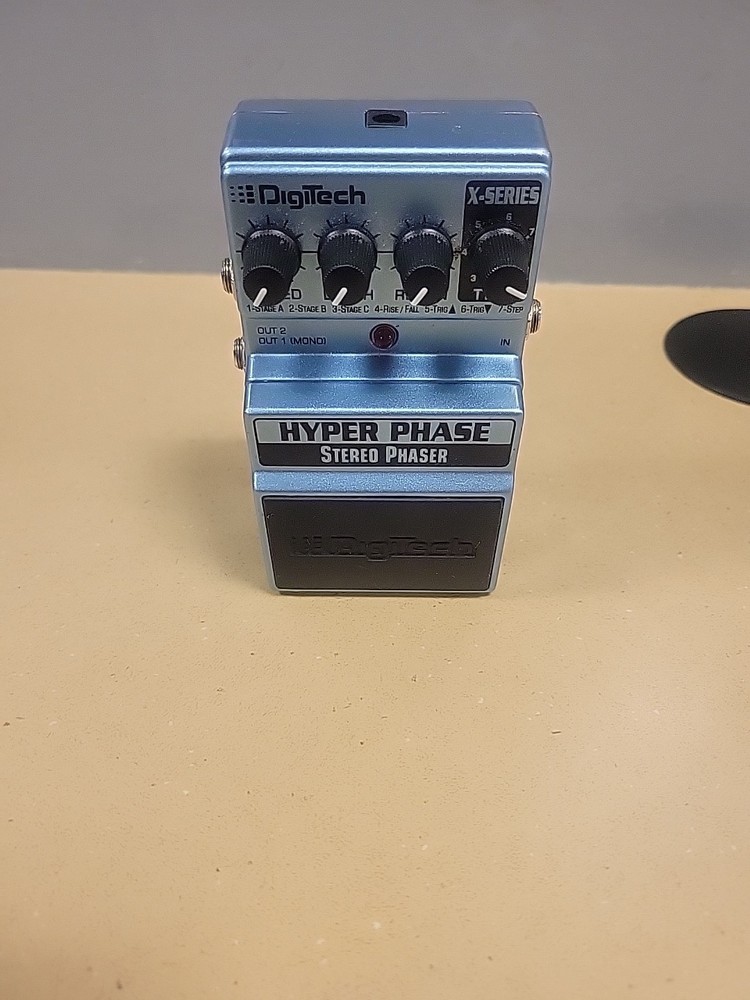 DigiTech X-SERIES
5 6 7
4
3
1-STAGE A 2-STAGE B 3-STAGE C 4-RISE/FALL 5-TRIG▲ 6-TRIG▼ 7-STEP
OUT 2
OUT 1 (MONO) IN
HYPER PHASE
STEREO PHASER
DigiTech